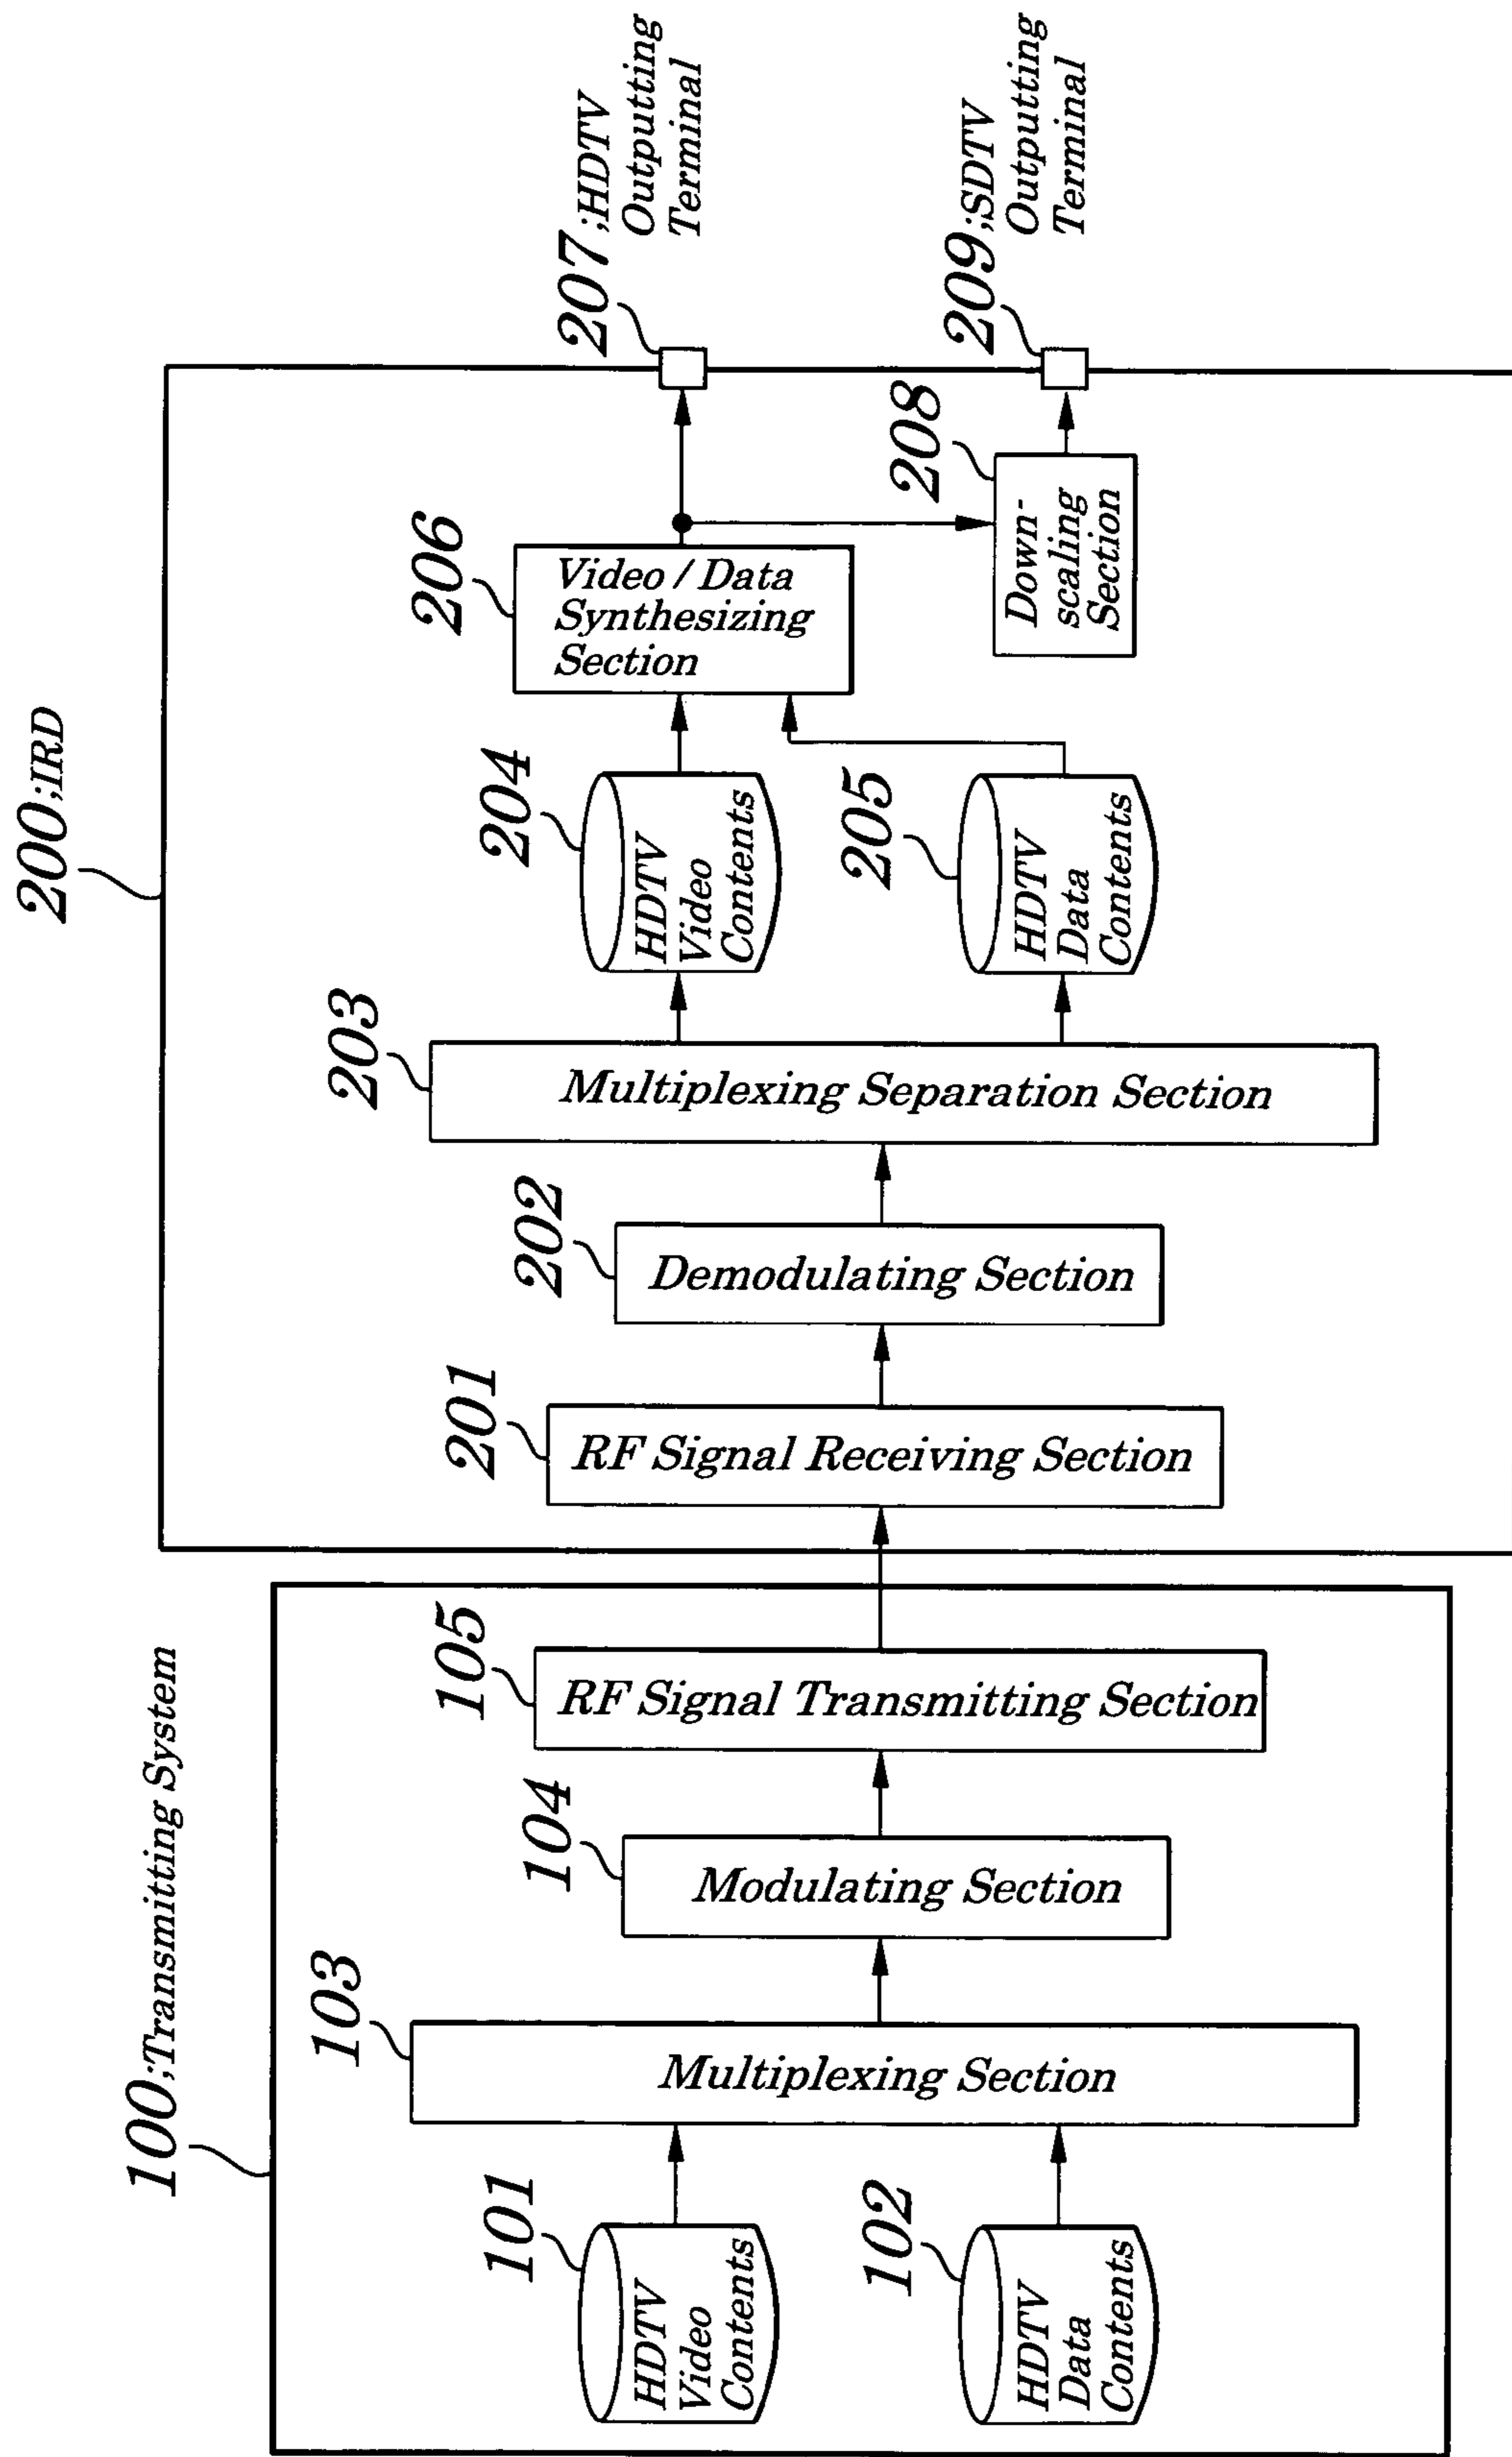 100;Transmitting System
101
HDTV
Video
Contents
102
HDTV
Data
Contents
103
Multiplexing Section
104
Modulating Section
105
RF Signal Transmitting Section
200;IRD
201
RF Signal Receiving Section
202
Demodulating Section
203
Multiplexing Separation Section
204
HDTV
Video
Contents
205
HDTV
Data
Contents
206
Video / Data
Synthesizing
Section
207;HDTV
Outputting
Terminal
208
Down-
scaling
Section
209;SDTV
Outputting
Terminal